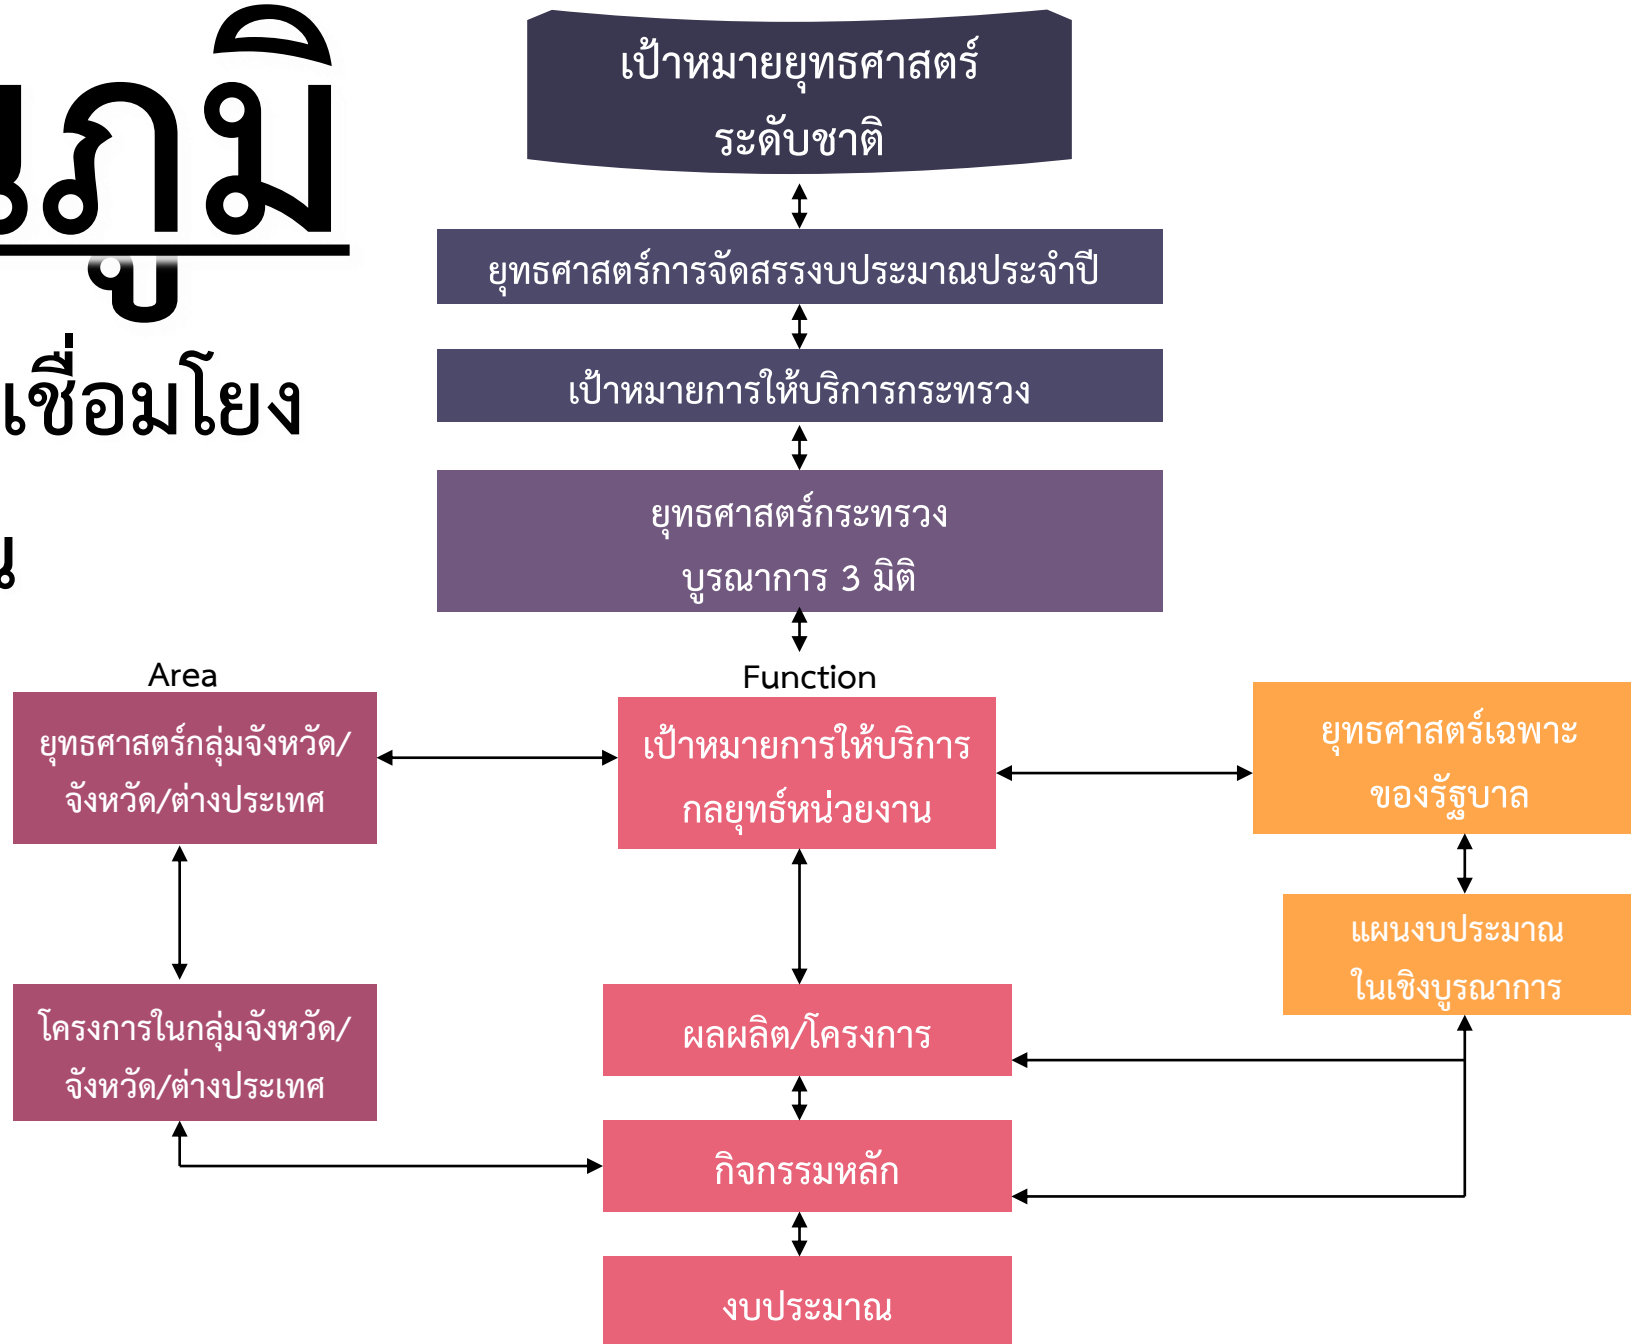 เป้าหมายยุทธศาสตร์
ระดับชาติ
ยุทธศาสตร์การจัดสรรงบประมาณประจำปี
เชื่อมโยง
เป้าหมายการให้บริการกระทรวง
ยุทธศาสตร์กระทรวง
บูรณาการ 3 มิติ
Area
Function
ยุทธศาสตร์กลุ่มจังหวัด/
จังหวัด/ต่างประเทศ
เป้าหมายการให้บริการ
กลยุทธ์หน่วยงาน
ยุทธศาสตร์เฉพาะ
ของรัฐบาล
แผนงบประมาณ
ในเชิงบูรณาการ
โครงการในกลุ่มจังหวัด/
จังหวัด/ต่างประเทศ
ผลผลิต/โครงการ
กิจกรรมหลัก
งบประมาณ